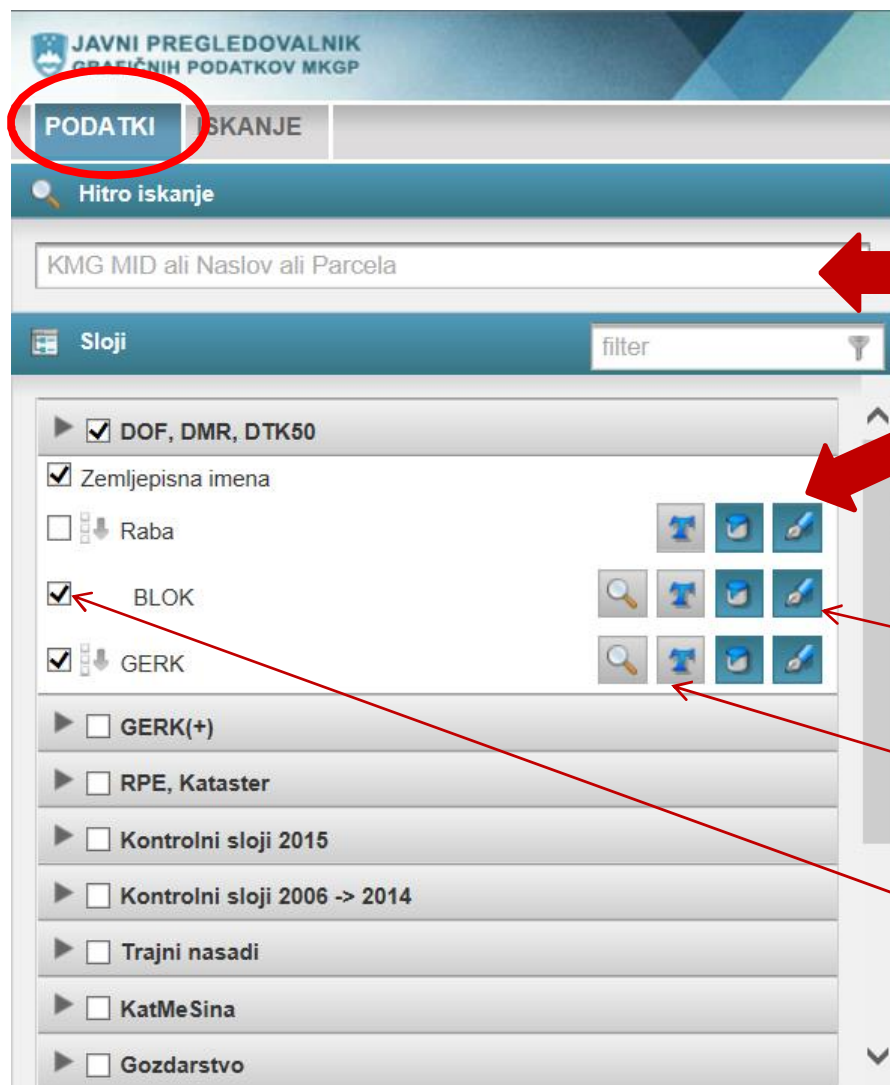 JAVNI PREGLEDOVALNIK
GRAFIČNIH PODATKOV MKGP
PODATKI ISKANJE
Hitro iskanje
KMG MID ali Naslov ali Parcela
Sloji filter
DOF, DMR, DTK50
Zemljepisna imena
Raba
BLOK
GERK
GERK(+)
RPE, Kataster
Kontrolni sloji 2015
Kontrolni sloji 2006 -> 2014
Trajni nasadi
KatMeSina
Gozdarstvo